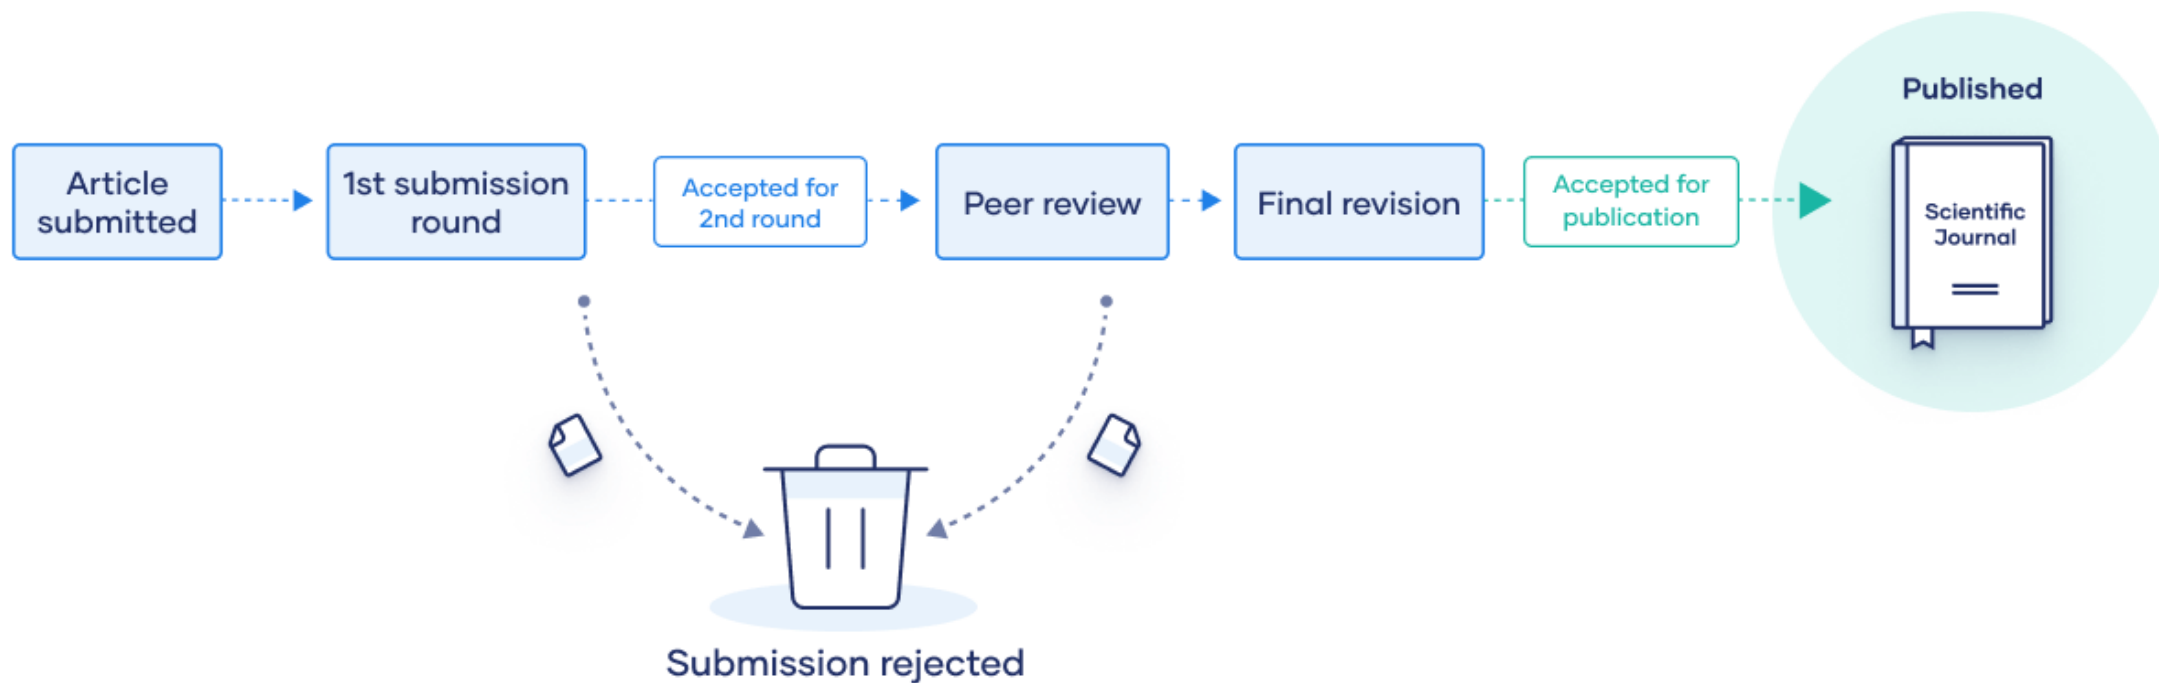 Article
submitted
1st submission
round
Accepted for
2nd round
Peer review
Final revision
Accepted for
publication
Published
Scientific
Journal
Submission rejected